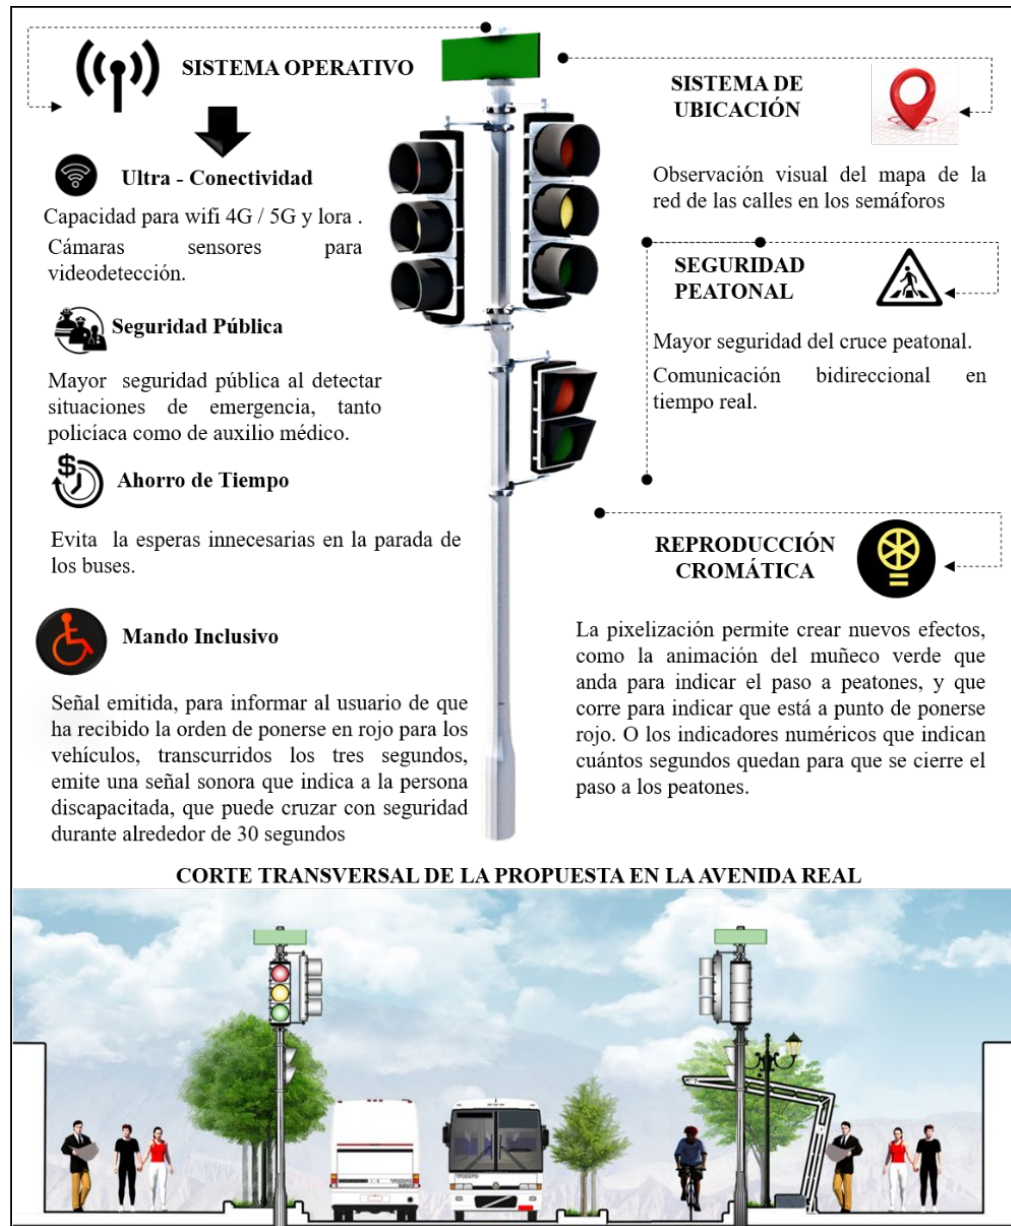 SISTEMA OPERATIVO
Ultra - Conectividad
Capacidad para wifi 4G / 5G y lora .
Cámaras sensores para
videodetección.
Seguridad Pública
Mayor seguridad pública al detectar
situaciones de emergencia, tanto
policíaca como de auxilio médico.
Ahorro de Tiempo
Evita la esperas innecesarias en la parada de
los buses.
Mando Inclusivo
Señal emitida, para informar al usuario de que
ha recibido la orden de ponerse en rojo para los
vehículos, transcurridos los tres segundos,
emite una señal sonora que indica a la persona
discapacitada, que puede cruzar con seguridad
durante alrededor de 30 segundos
SISTEMA DE
UBICACIÓN
Observación visual del mapa de la
red de las calles en los semáforos
SEGURIDAD
PEATONAL
Mayor seguridad del cruce peatonal.
Comunicación bidireccional en
tiempo real.
REPRODUCCIÓN
CROMÁTICA
La pixelización permite crear nuevos efectos,
como la animación del muñeco verde que
anda para indicar el paso a peatones, y que
corre para indicar que está a punto de ponerse
rojo. O los indicadores numéricos que indican
cuántos segundos quedan para que se cierre el
paso a los peatones.
CORTE TRANSVERSAL DE LA PROPUESTA EN LA AVENIDA REAL